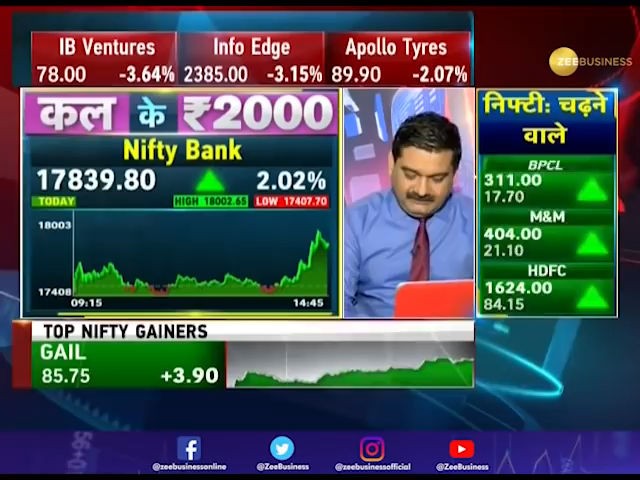 IB Ventures
78.00 -3.64%
Info Edge
2385.00 -3.15%
Apollo Tyres
89.90 -2.07%
ZEEBUSINESS
कल के ₹2000
Nifty Bank
17839.80 2.02%
TODAY HIGH 18002.65 LOW 17407.70
18003
17408
09:15 14:45
निफ्टी: चढ़ने
वाले
BPCL
311.00
17.70
M&M
404.00
21.10
HDFC
1624.00
84.15
TOP NIFTY GAINERS
GAIL
85.75 +3.90
@zeebusinessonline
@ZeeBusiness
@zeebusinessofficial
@ZeeBusiness